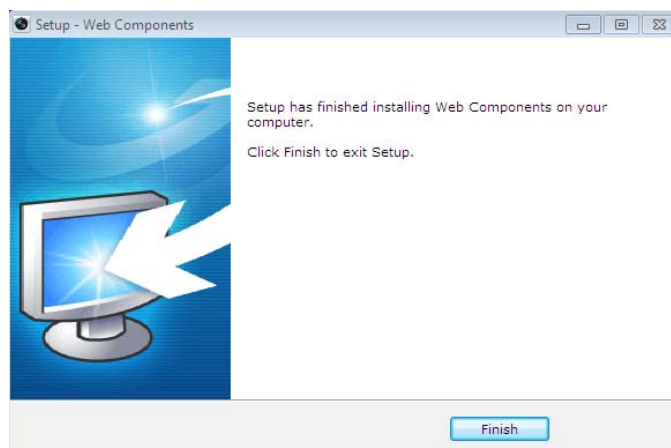 Setup - Web Components
Setup has finished installing Web Components on your
computer.
Click Finish to exit Setup.
Finish